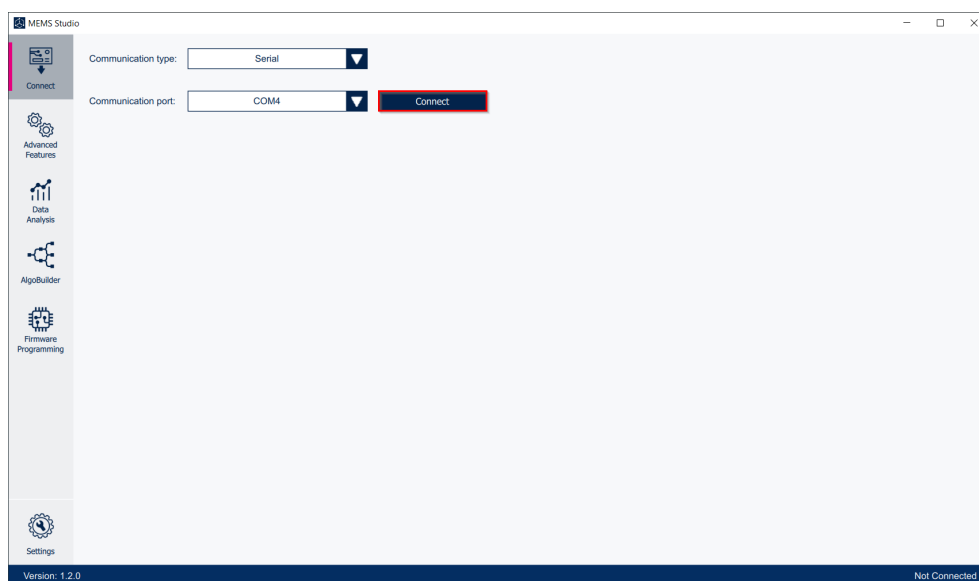 MEMS Studio
Connect
Communication type:
Serial
Communication port:
COM4
Connect
Advanced
Features
Data
Analysis
AlgoBuilder
Firmware
Programming
Settings
Version: 1.2.0
Not Connected